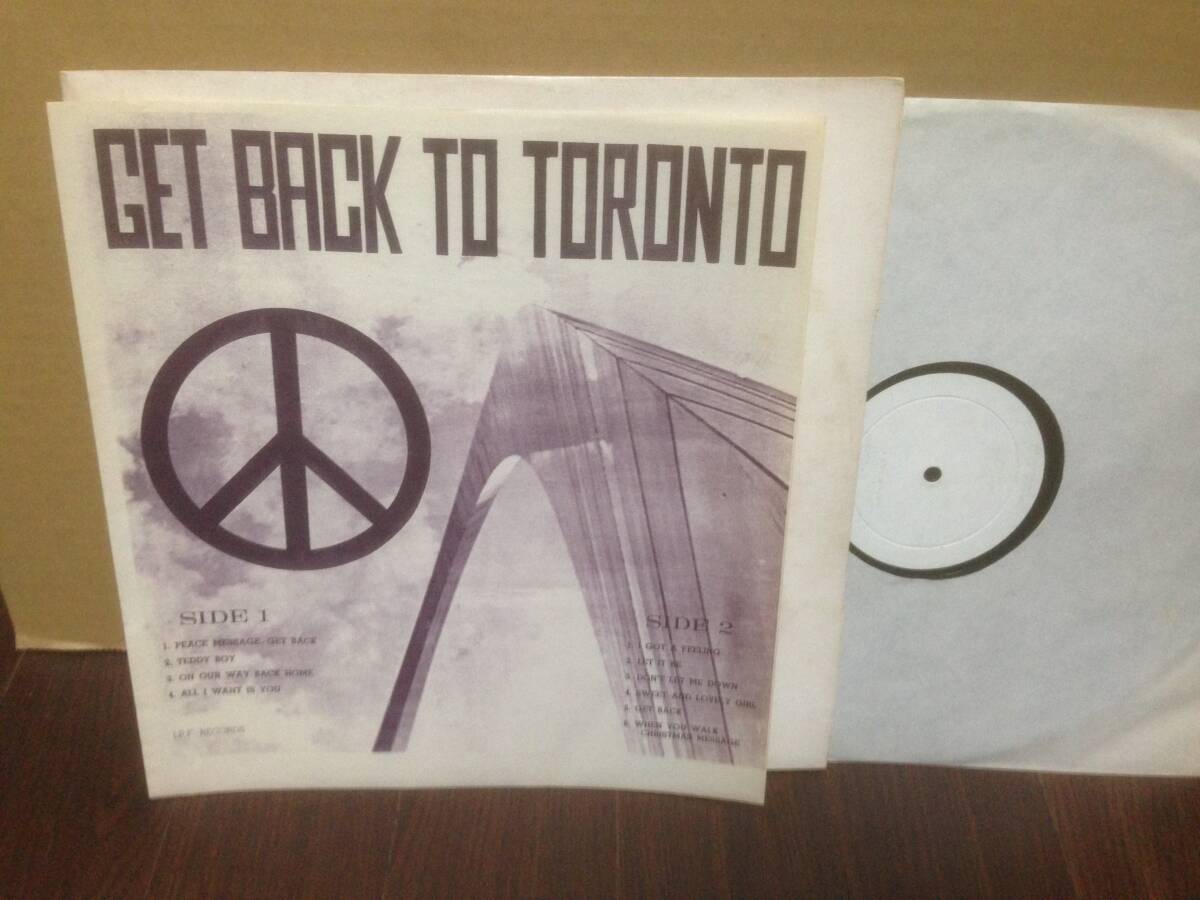 GET BACK TO TORONTO
SIDE 1
1. PEACE MESSAGE, GET BACK
2. TEDDY BOY
3. ON OUR WAY BACK HOME
4. ALL I WANT IS YOU
I.P.F. RECORDS
SIDE 2
1. I GOT A FEELING
2. LET IT BE
3. DON'T LET ME DOWN
4. SWEET AND LOVELY GIRL
5. GET BACK
6. WHEN YOU WALK
CHRISTMAS MESSAGE